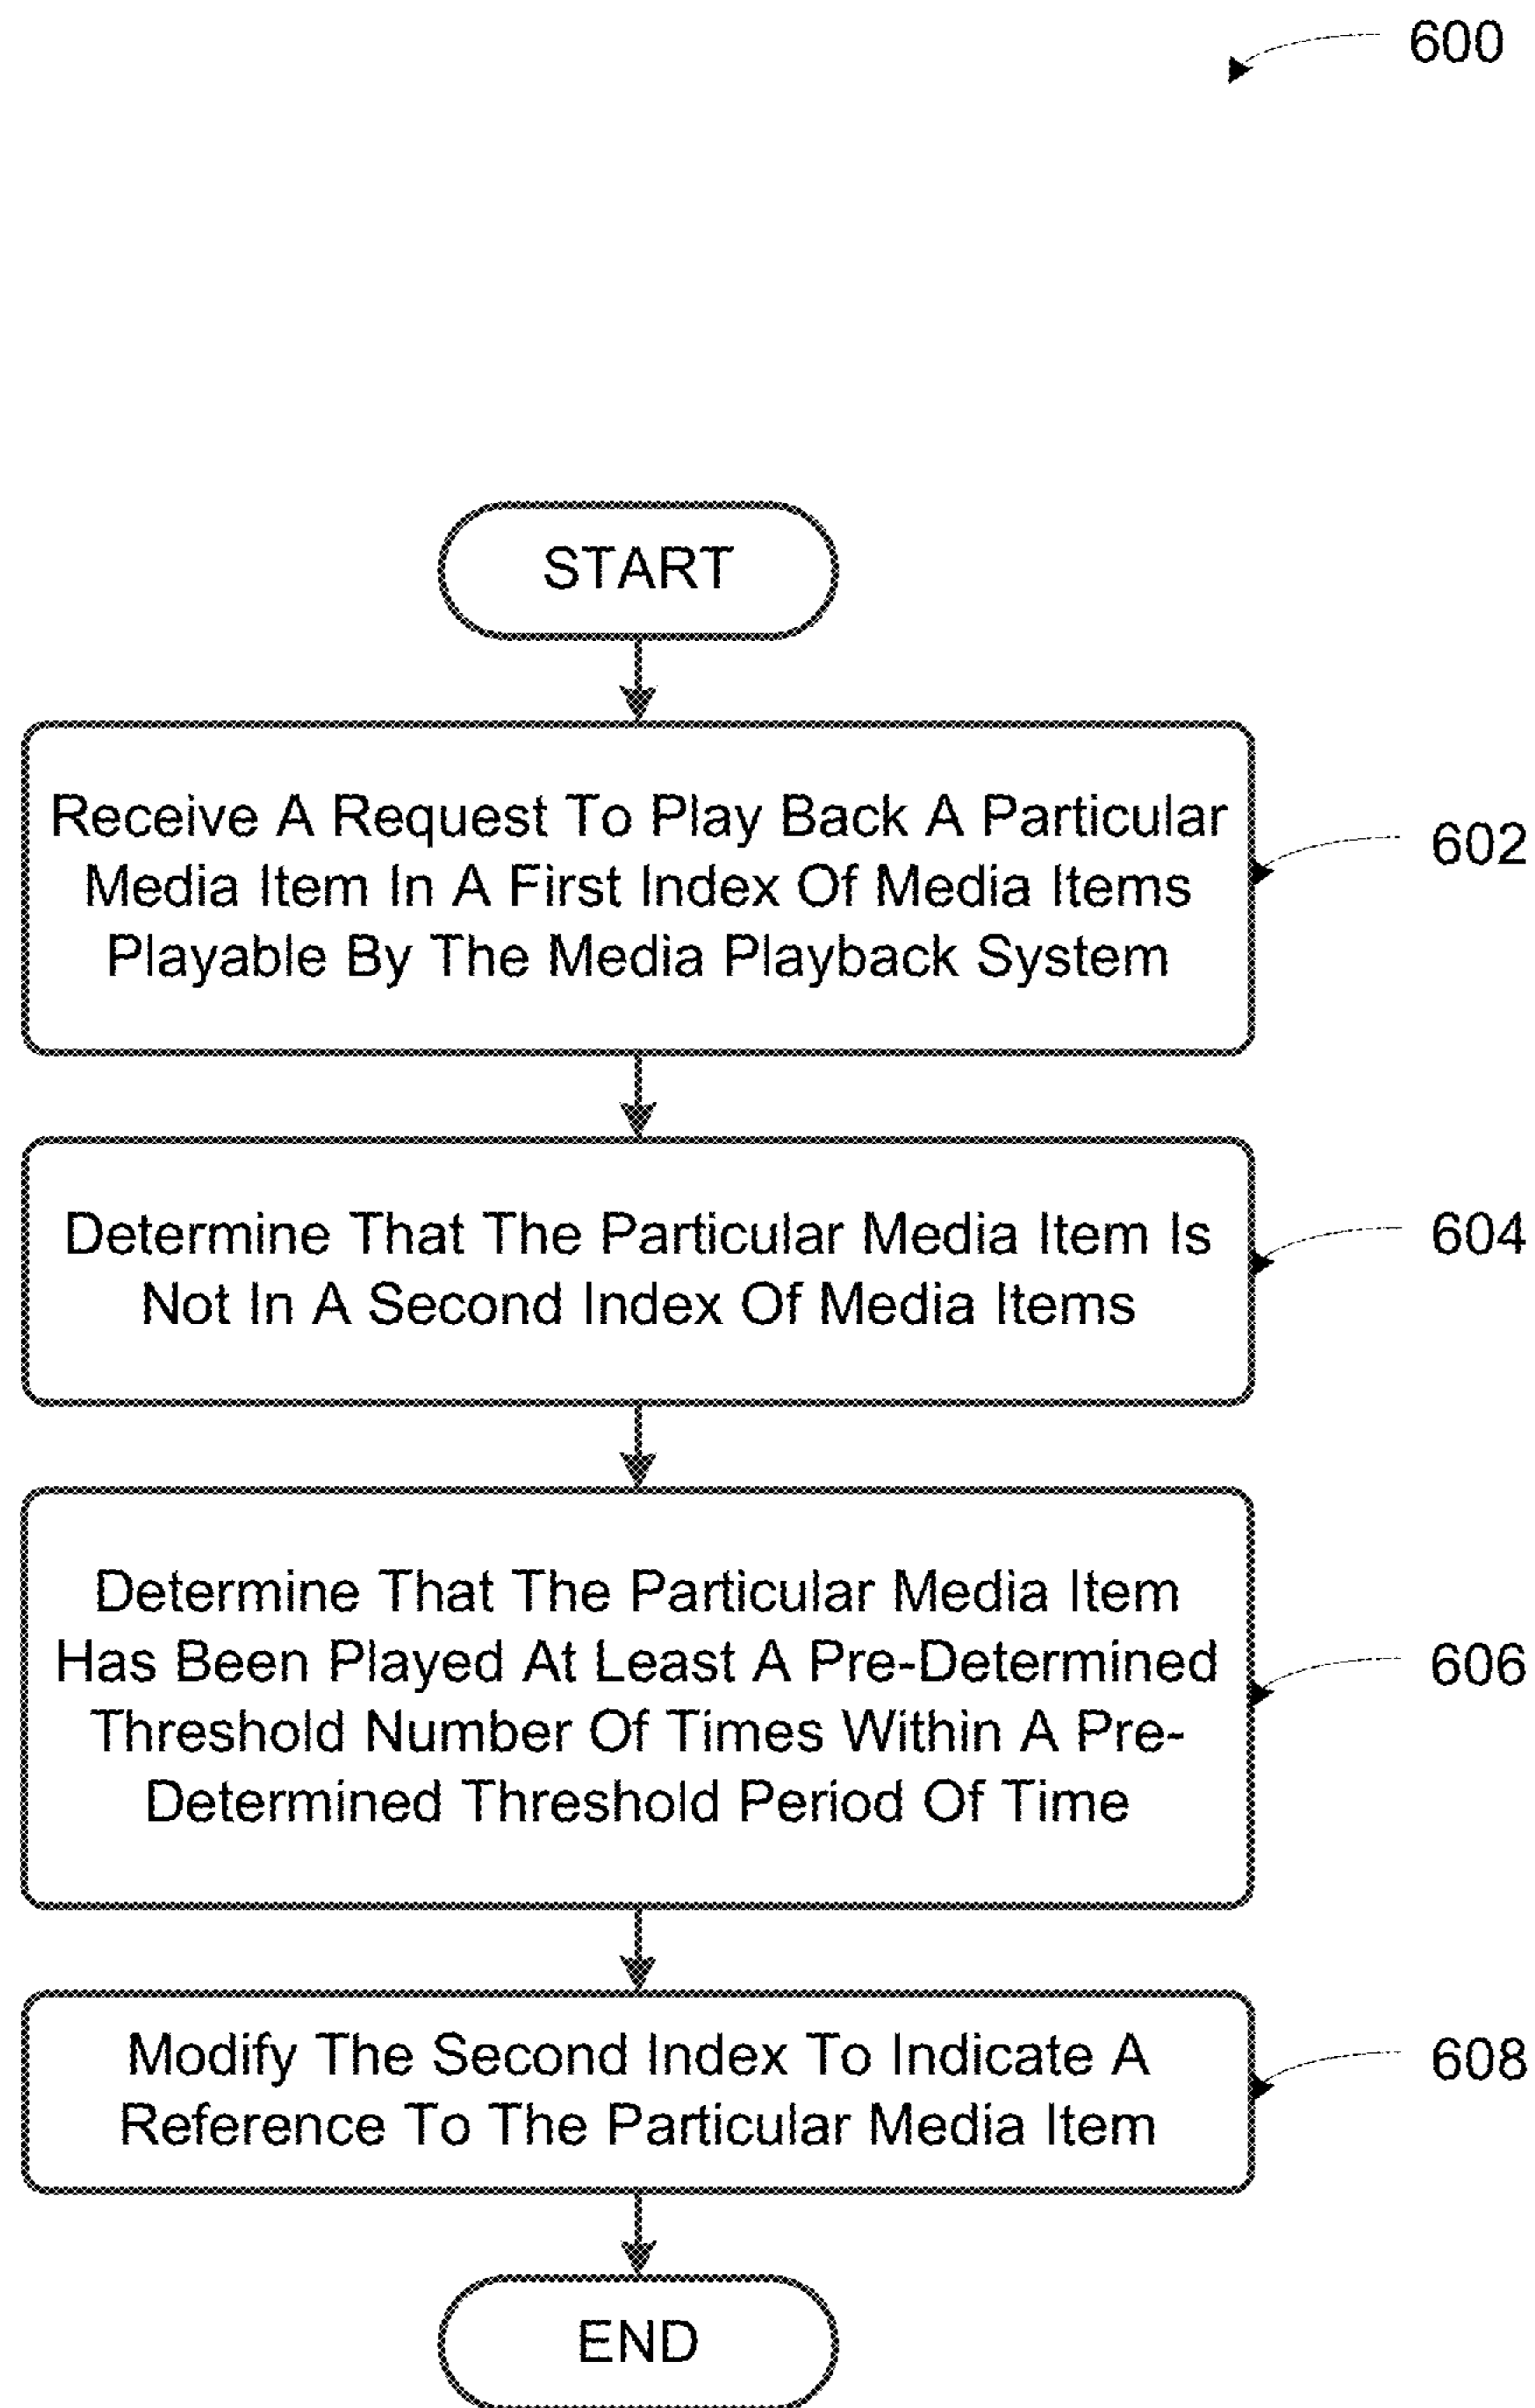 600
START
Receive A Request To Play Back A Particular
Media Item In A First Index Of Media Items
Playable By The Media Playback System
602
Determine That The Particular Media Item Is
Not In A Second Index Of Media Items
604
Determine That The Particular Media Item
Has Been Played At Least A Pre-Determined
Threshold Number Of Times Within A Pre-
Determined Threshold Period Of Time
606
Modify The Second Index To Indicate A
Reference To The Particular Media Item
608
END